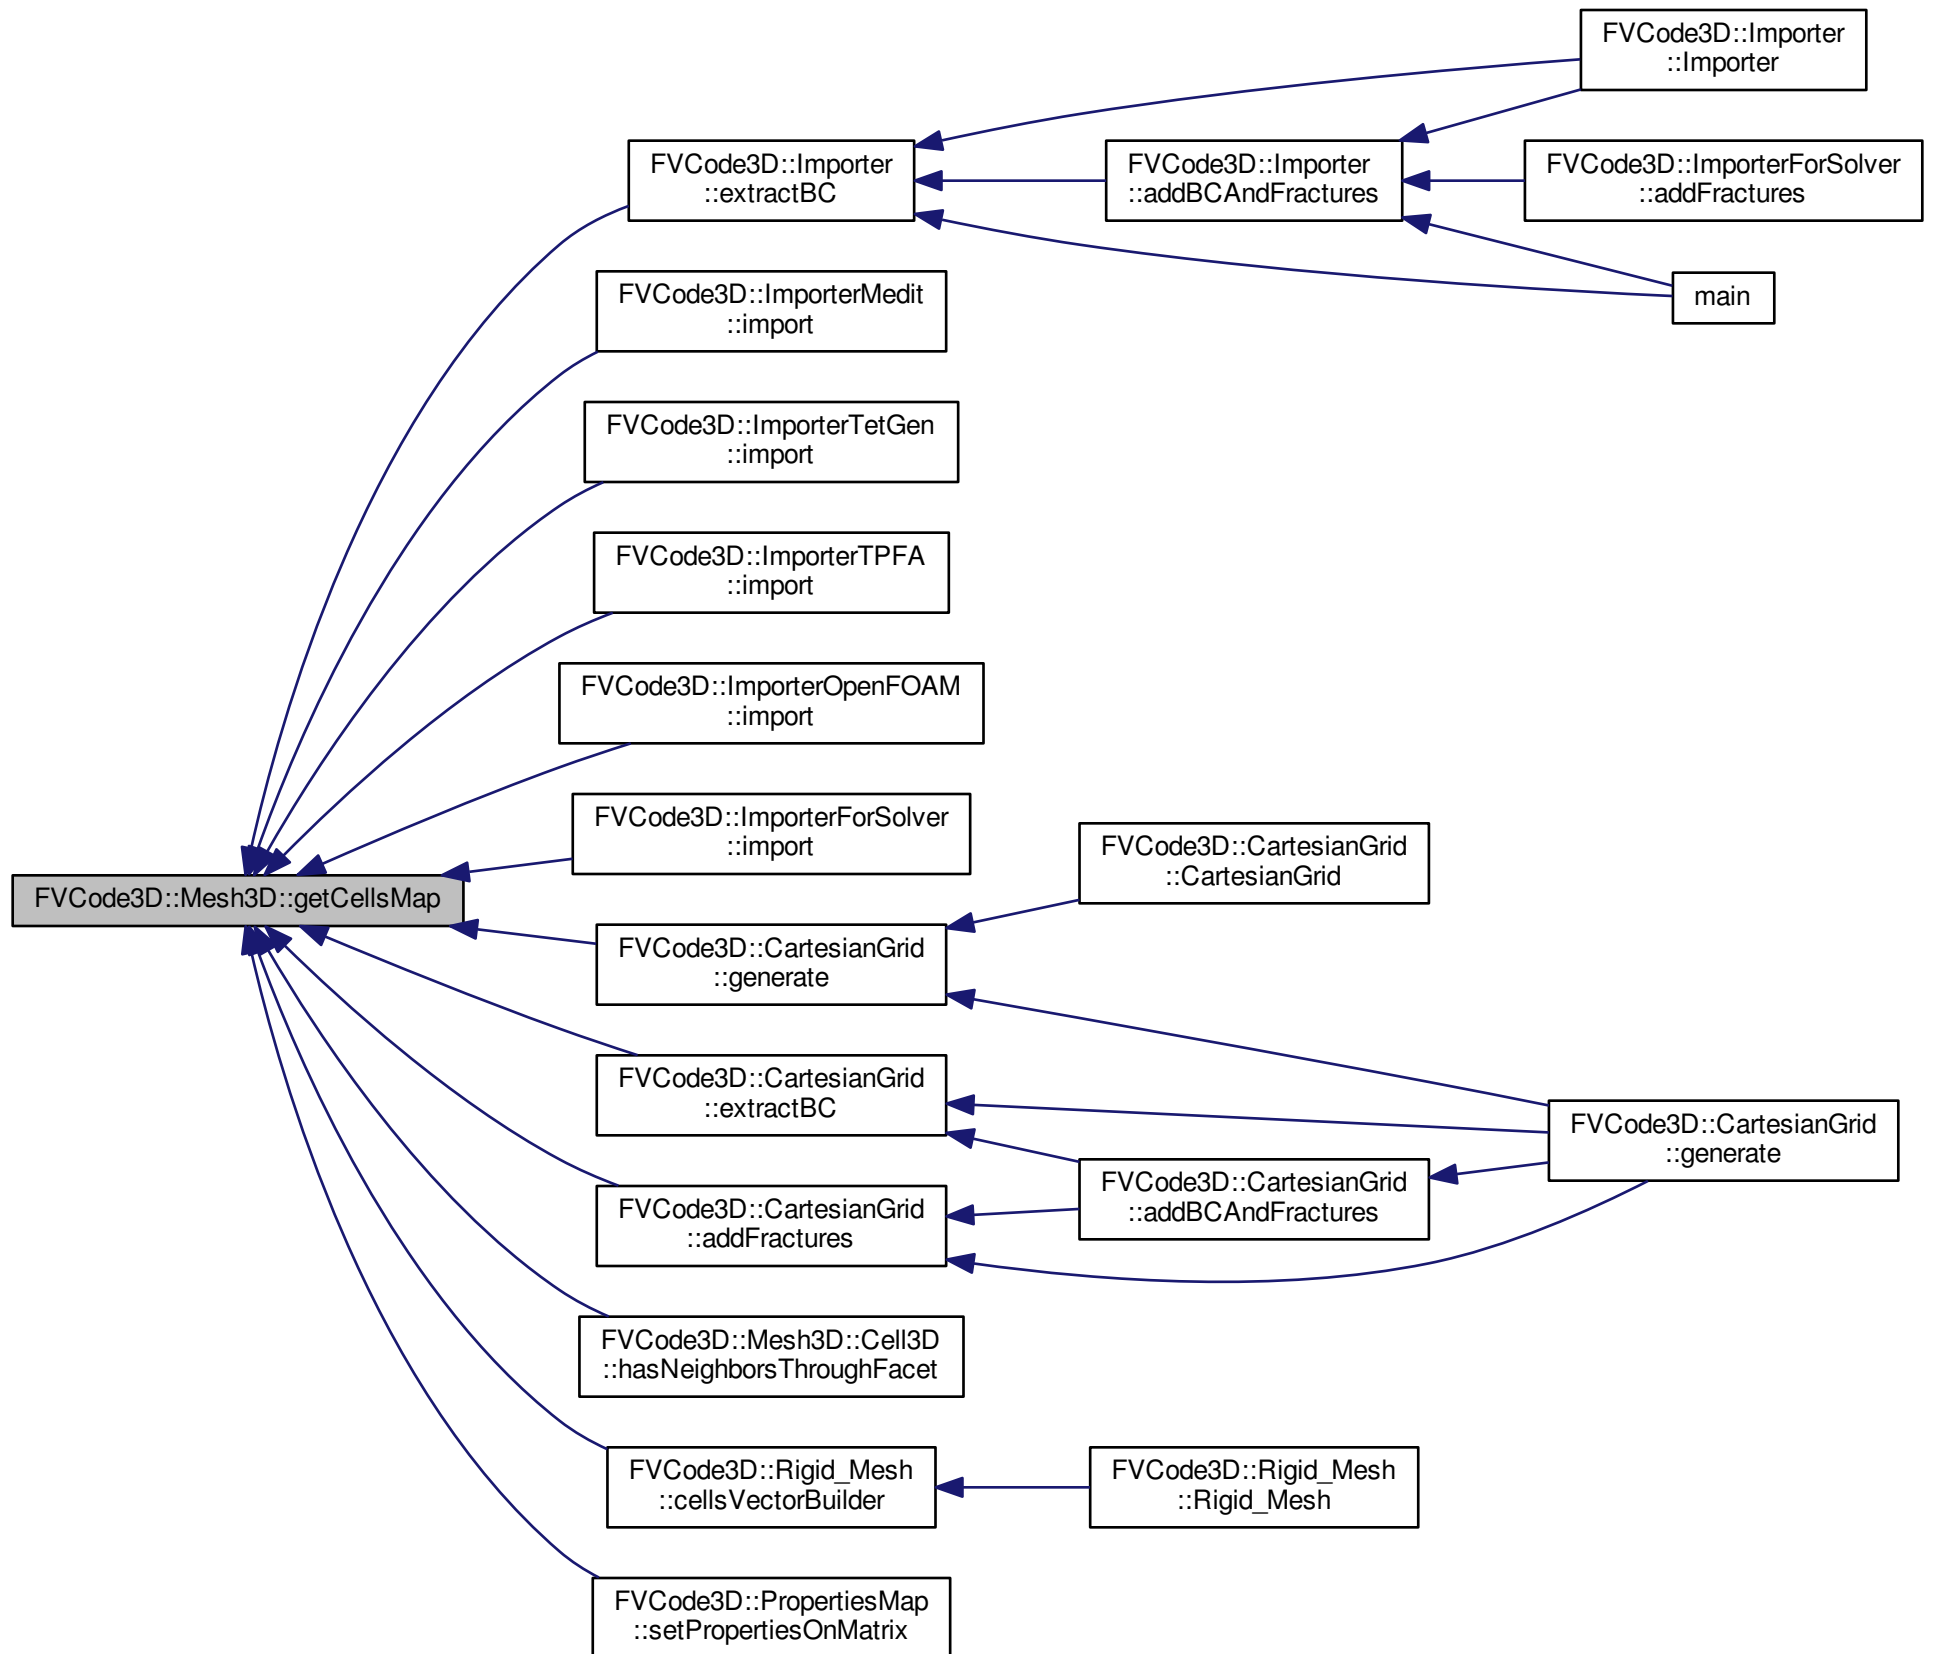 FVCode3D::Importer
::Importer
FVCode3D::Importer
::extractBC
FVCode3D::Importer
::addBCAndFractures
FVCode3D::ImporterForSolver
::addFractures
main
FVCode3D::ImporterMedit
::import
FVCode3D::ImporterTetGen
::import
FVCode3D::ImporterTPFA
::import
FVCode3D::ImporterOpenFOAM
::import
FVCode3D::ImporterForSolver
::import
FVCode3D::CartesianGrid
::CartesianGrid
FVCode3D::Mesh3D::getCellsMap
FVCode3D::CartesianGrid
::generate
FVCode3D::CartesianGrid
::extractBC
FVCode3D::CartesianGrid
::generate
FVCode3D::CartesianGrid
::addBCAndFractures
FVCode3D::CartesianGrid
::addFractures
FVCode3D::Mesh3D::Cell3D
::hasNeighborsThroughFacet
FVCode3D::Rigid_Mesh
::cellsVectorBuilder
FVCode3D::Rigid_Mesh
::Rigid_Mesh
FVCode3D::PropertiesMap
::setPropertiesOnMatrix